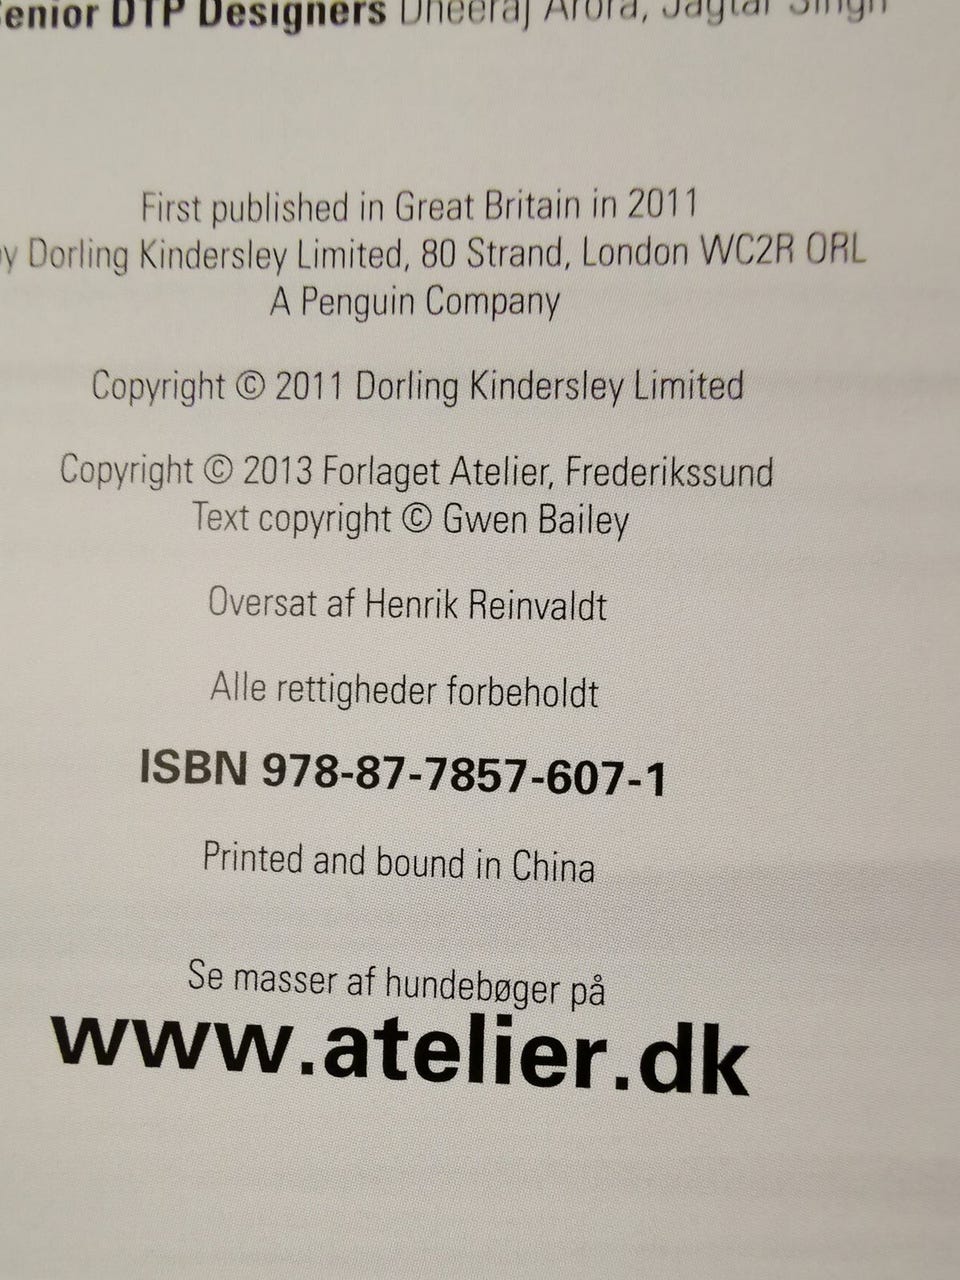 enior DTP Designers Dheeraj Arora, Jagtar Singh
First published in Great Britain in 2011
by Dorling Kindersley Limited, 80 Strand, London WC2R 0RL
A Penguin Company
Copyright © 2011 Dorling Kindersley Limited
Copyright © 2013 Forlaget Atelier, Frederikssund
Text copyright © Gwen Bailey
Oversat af Henrik Reinvaldt
Alle rettigheder forbeholdt
ISBN 978-87-7857-607-1
Printed and bound in China
Se masser af hundebøger på
www.atelier.dk